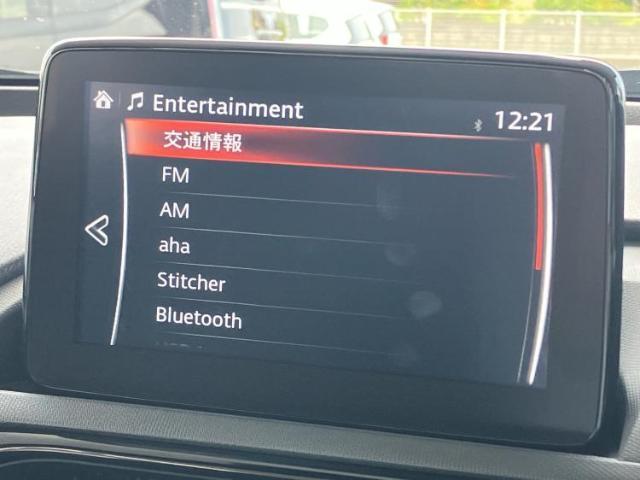 Entertainment
12:21
交通情報
FM
AM
aha
Stitcher
Bluetooth